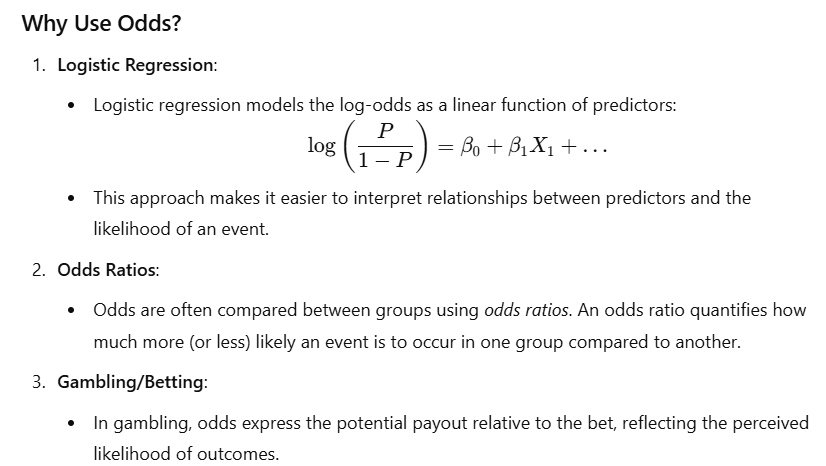 Why Use Odds?
1. Logistic Regression:
• Logistic regression models the log-odds as a linear function of predictors:
log(P / (1 − P)) = β₀ + β₁X₁ + ...
• This approach makes it easier to interpret relationships between predictors and the
likelihood of an event.
2. Odds Ratios:
• Odds are often compared between groups using odds ratios. An odds ratio quantifies how
much more (or less) likely an event is to occur in one group compared to another.
3. Gambling/Betting:
• In gambling, odds express the potential payout relative to the bet, reflecting the perceived
likelihood of outcomes.